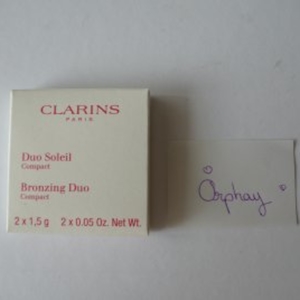 CLARINS
PARIS
Duo Soleil
Compact
Bronzing Duo
Compact
2 x 1,5 g 2 x 0.05 Oz. Net Wt.
Orphay